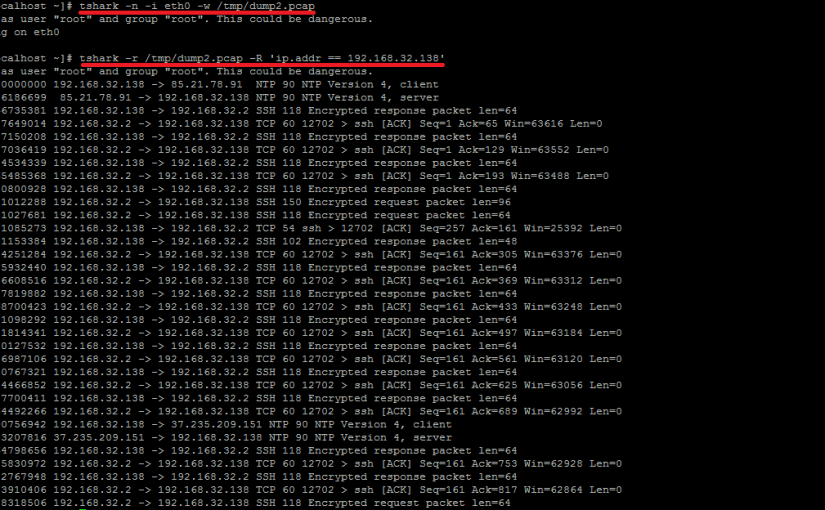 calhost ~]# tshark -n -i eth0 -w /tmp/dump2.pcap
as user "root" and group "root". This could be dangerous.
g on eth0
calhost ~]# tshark -r /tmp/dump2.pcap -R 'ip.addr == 192.168.32.138'
as user "root" and group "root". This could be dangerous.
0000000 192.168.32.138 -> 85.21.78.91 NTP 90 NTP Version 4, client
6186699 85.21.78.91 -> 192.168.32.138 NTP 90 NTP Version 4, server
6735381 192.168.32.138 -> 192.168.32.2 SSH 118 Encrypted response packet len=64
7649014 192.168.32.2 -> 192.168.32.138 TCP 60 12702 > ssh [ACK] Seq=1 Ack=65 Win=63616 Len=0
7150208 192.168.32.138 -> 192.168.32.2 SSH 118 Encrypted response packet len=64
7036419 192.168.32.2 -> 192.168.32.138 TCP 60 12702 > ssh [ACK] Seq=1 Ack=129 Win=63552 Len=0
4534339 192.168.32.138 -> 192.168.32.2 SSH 118 Encrypted response packet len=64
5485368 192.168.32.2 -> 192.168.32.138 TCP 60 12702 > ssh [ACK] Seq=1 Ack=193 Win=63488 Len=0
0800928 192.168.32.138 -> 192.168.32.2 SSH 118 Encrypted response packet len=64
1012288 192.168.32.2 -> 192.168.32.138 SSH 150 Encrypted request packet len=96
1027681 192.168.32.2 -> 192.168.32.138 SSH 118 Encrypted request packet len=64
1085273 192.168.32.138 -> 192.168.32.2 TCP 54 ssh > 12702 [ACK] Seq=257 Ack=161 Win=25392 Len=0
1153384 192.168.32.138 -> 192.168.32.2 SSH 102 Encrypted response packet len=48
4251284 192.168.32.2 -> 192.168.32.138 TCP 60 12702 > ssh [ACK] Seq=161 Ack=305 Win=63376 Len=0
5932440 192.168.32.138 -> 192.168.32.2 SSH 118 Encrypted response packet len=64
6608516 192.168.32.2 -> 192.168.32.138 TCP 60 12702 > ssh [ACK] Seq=161 Ack=369 Win=63312 Len=0
7819882 192.168.32.138 -> 192.168.32.2 SSH 118 Encrypted response packet len=64
8700423 192.168.32.2 -> 192.168.32.138 TCP 60 12702 > ssh [ACK] Seq=161 Ack=433 Win=63248 Len=0
1098292 192.168.32.138 -> 192.168.32.2 SSH 118 Encrypted response packet len=64
1814341 192.168.32.2 -> 192.168.32.138 TCP 60 12702 > ssh [ACK] Seq=161 Ack=497 Win=63184 Len=0
0127532 192.168.32.138 -> 192.168.32.2 SSH 118 Encrypted response packet len=64
6987106 192.168.32.2 -> 192.168.32.138 TCP 60 12702 > ssh [ACK] Seq=161 Ack=561 Win=63120 Len=0
0767321 192.168.32.138 -> 192.168.32.2 SSH 118 Encrypted response packet len=64
4466852 192.168.32.2 -> 192.168.32.138 TCP 60 12702 > ssh [ACK] Seq=161 Ack=625 Win=63056 Len=0
7700411 192.168.32.138 -> 192.168.32.2 SSH 118 Encrypted response packet len=64
4492266 192.168.32.2 -> 192.168.32.138 TCP 60 12702 > ssh [ACK] Seq=161 Ack=689 Win=62992 Len=0
0756942 192.168.32.138 -> 37.235.209.151 NTP 90 NTP Version 4, client
3207816 37.235.209.151 -> 192.168.32.138 NTP 90 NTP Version 4, server
4798656 192.168.32.138 -> 192.168.32.2 SSH 118 Encrypted response packet len=64
5830972 192.168.32.2 -> 192.168.32.138 TCP 60 12702 > ssh [ACK] Seq=161 Ack=753 Win=62928 Len=0
2767948 192.168.32.138 -> 192.168.32.2 SSH 118 Encrypted response packet len=64
3910406 192.168.32.2 -> 192.168.32.138 TCP 60 12702 > ssh [ACK] Seq=161 Ack=817 Win=62864 Len=0
8318506 192.168.32.2 -> 192.168.32.138 SSH 118 Encrypted request packet len=64